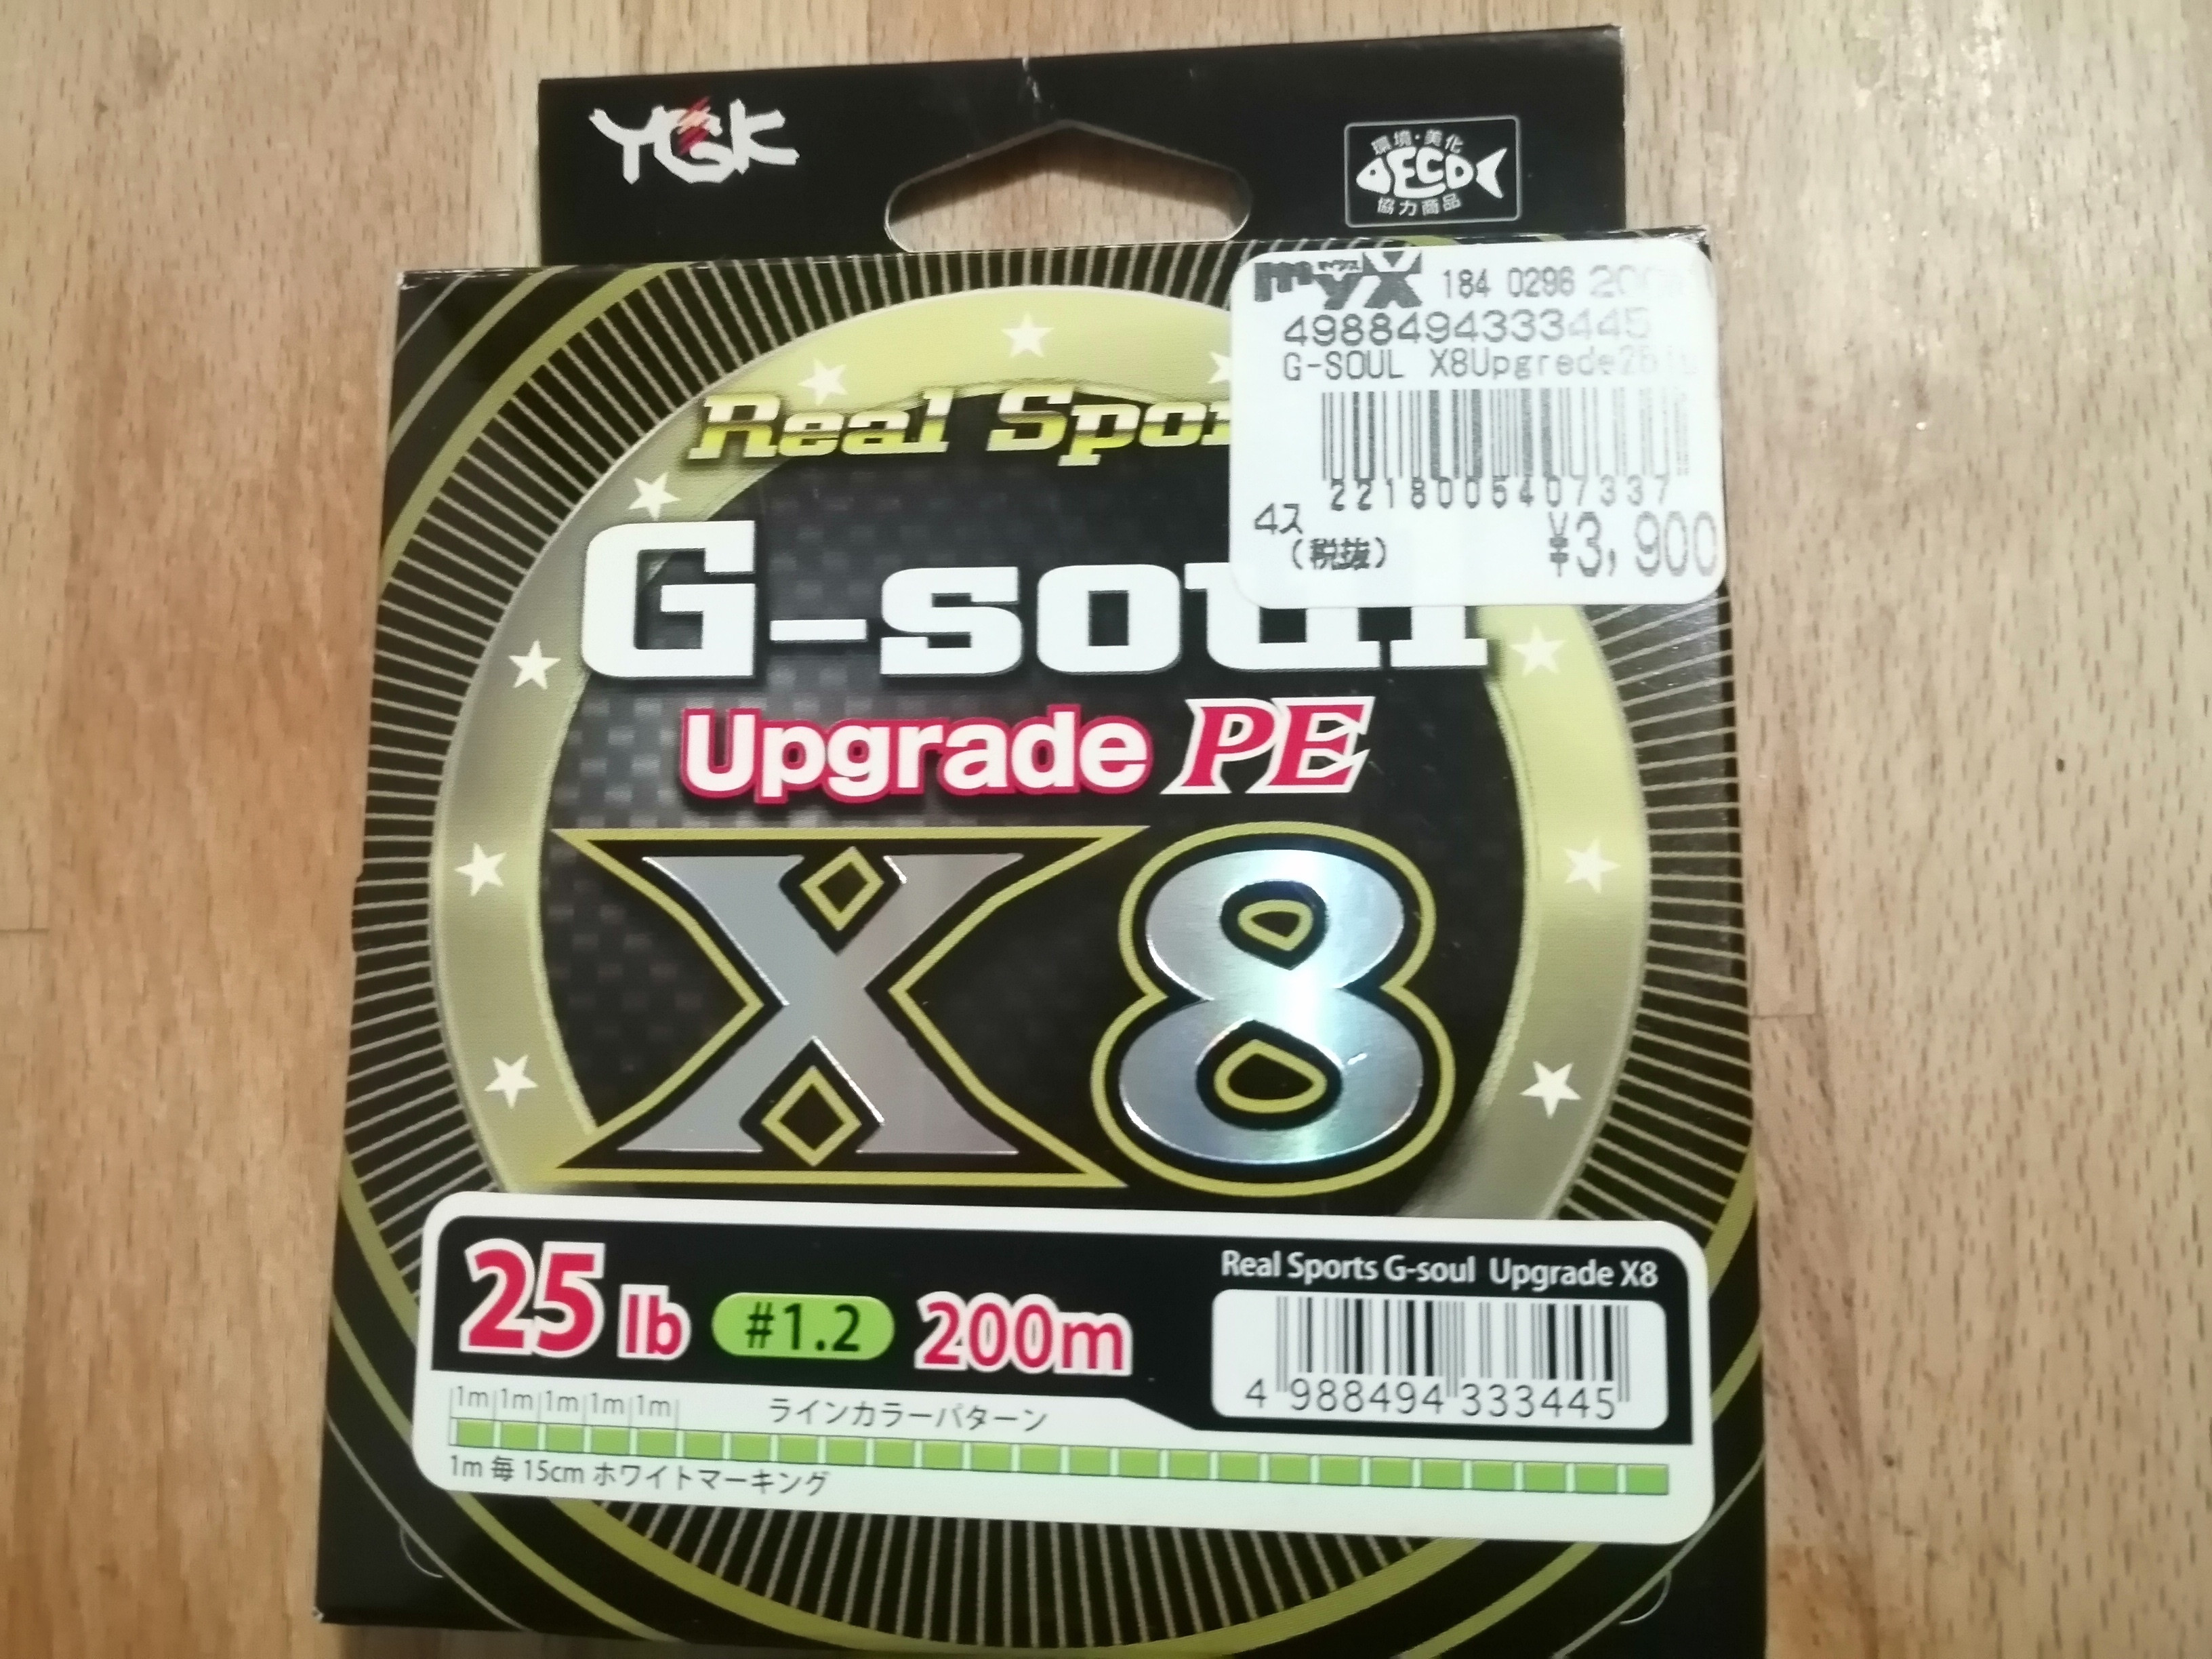 YGK
環境・美化
ECO
協力商品
myX 184 0296
4988494333445
G-SOUL X8Upgrede
2218005407337
4ス
(税抜) ¥3,900
Real
G-soul
Upgrade PE
X8
25 lb #1.2 200m
Real Sports G-soul Upgrade X8
4 988494 333445
1m 1m 1m 1m 1m ラインカラーパターン
1m 毎 15cm ホワイトマーキング